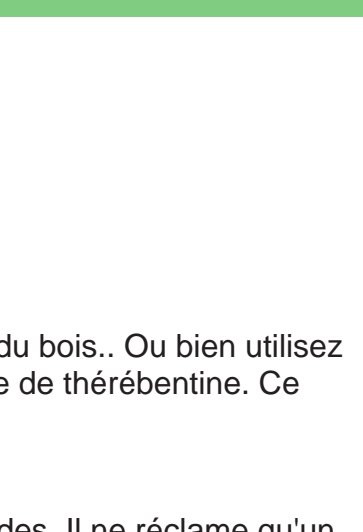 du bois.. Ou bien utilisez
e de thérébentine. Ce
des. Il ne réclame qu'un